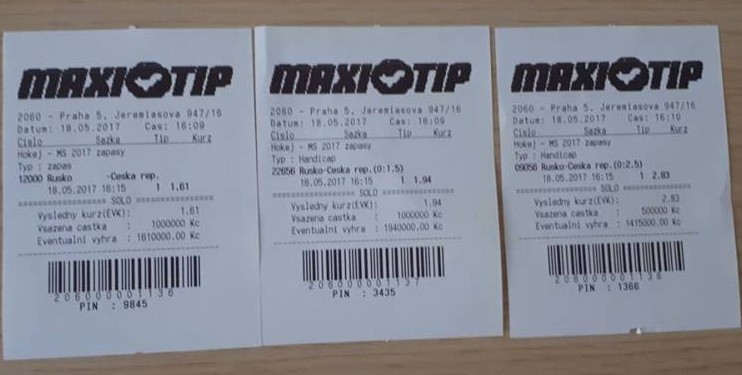 MAXITIP
2060 - Praha 5, Jeremlasova 947/16
Datum: 18.05.2017 Cas: 16:09
Cislo Sazka Tip Kurz
Hokej - MS 2017 zapasy
Typ : zapas
12000 Rusko -Ceska rep.
18.05.2017 16:15 1 1.61
SOLO
Vysledny kurz(EVK): 1.61
Vsazena castka : 1000000 Kc
Eventualni vyhra : 1610000.00 Kc
206000001136
PIN : 9845
MAXITIP
2060 - Praha 5, Jeremlasova 947/16
Datum: 18.05.2017 Cas: 16:09
Cislo Sazka Tip Kurz
Hokej - MS 2017 zapasy
Typ : Handicap
22656 Rusko-Ceska rep.(0:1.5)
18.05.2017 16:15 1 1.94
SOLO
Vysledny kurz(EVK): 1.94
Vsazena castka : 1000000 Kc
Eventualni vyhra : 1940000.00 Kc
206000001137
PIN : 3435
MAXITIP
2060 - Praha 5, Jeremlasova 947/16
Datum: 18.05.2017 Cas: 16:10
Cislo Sazka Tip Kurz
Hokej - MS 2017 zapasy
Typ : Handicap
09056 Rusko-Ceska rep.(0:2.5)
18.05.2017 16:15 1 2.83
SOLO
Vysledny kurz(EVK): 2.83
Vsazena castka : 500000 Kc
Eventualni vyhra : 1415000.00 Kc
206000001138
PIN : 1366